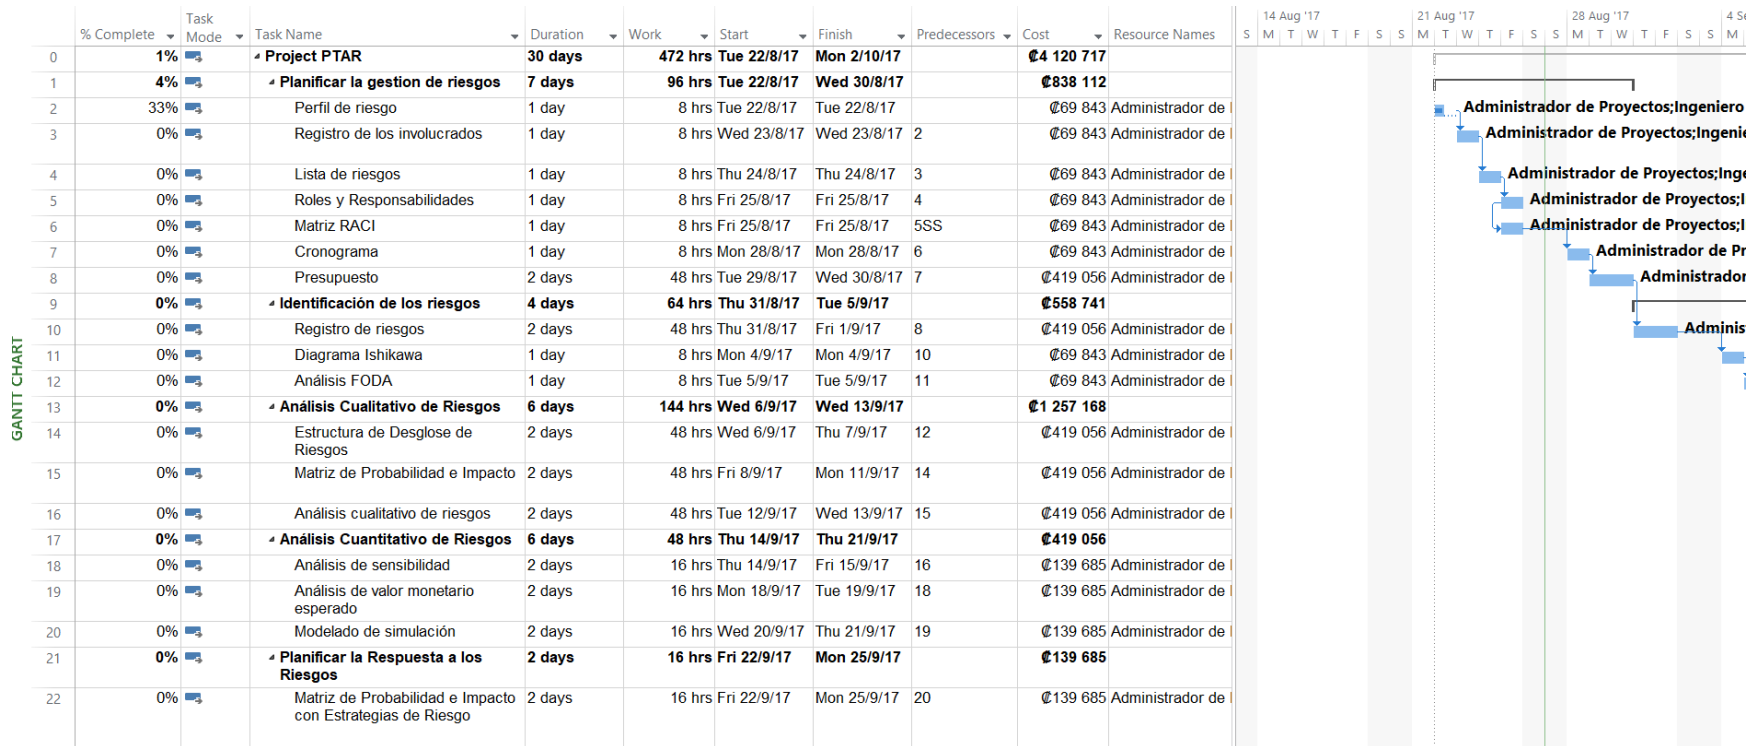 Task 14 Aug '17 21 Aug '17 28 Aug '17
% Complete Mode Task Name Duration Work Start Finish Predecessors Cost Resource Names S M T W T F S S M T W T F S S M T W T F S S M
0 1% Project PTAR 30 days 472 hrs Tue 22/8/17 Mon 2/10/17 ₡4 120 717
1 4% Planificar la gestion de riesgos 7 days 96 hrs Tue 22/8/17 Wed 30/8/17 ₡838 112
2 33% Perfil de riesgo 1 day 8 hrs Tue 22/8/17 Tue 22/8/17 ₡69 843 Administrador de Administrador de Proyectos;Ingeniero
3 0% Registro de los involucrados 1 day 8 hrs Wed 23/8/17 Wed 23/8/17 2 ₡69 843 Administrador de Administrador de Proyectos;Ingenie
4 0% Lista de riesgos 1 day 8 hrs Thu 24/8/17 Thu 24/8/17 3 ₡69 843 Administrador de Administrador de Proyectos;Inge
5 0% Roles y Responsabilidades 1 day 8 hrs Fri 25/8/17 Fri 25/8/17 4 ₡69 843 Administrador de Administrador de Proyectos;I
6 0% Matriz RACI 1 day 8 hrs Fri 25/8/17 Fri 25/8/17 5SS ₡69 843 Administrador de Administrador de Proyectos;I
7 0% Cronograma 1 day 8 hrs Mon 28/8/17 Mon 28/8/17 6 ₡69 843 Administrador de Administrador de Pr
8 0% Presupuesto 2 days 48 hrs Tue 29/8/17 Wed 30/8/17 7 ₡419 056 Administrador de Administrador
9 0% Identificación de los riesgos 4 days 64 hrs Thu 31/8/17 Tue 5/9/17 ₡558 741
10 0% Registro de riesgos 2 days 48 hrs Thu 31/8/17 Fri 1/9/17 8 ₡419 056 Administrador de Adminis
11 0% Diagrama Ishikawa 1 day 8 hrs Mon 4/9/17 Mon 4/9/17 10 ₡69 843 Administrador de
12 0% Análisis FODA 1 day 8 hrs Tue 5/9/17 Tue 5/9/17 11 ₡69 843 Administrador de
13 0% Análisis Cualitativo de Riesgos 6 days 144 hrs Wed 6/9/17 Wed 13/9/17 ₡1 257 168
14 0% Estructura de Desglose de 2 days 48 hrs Wed 6/9/17 Thu 7/9/17 12 ₡419 056 Administrador de
Riesgos
15 0% Matriz de Probabilidad e Impacto 2 days 48 hrs Fri 8/9/17 Mon 11/9/17 14 ₡419 056 Administrador de
16 0% Análisis cualitativo de riesgos 2 days 48 hrs Tue 12/9/17 Wed 13/9/17 15 ₡419 056 Administrador de
17 0% Análisis Cuantitativo de Riesgos 6 days 48 hrs Thu 14/9/17 Thu 21/9/17 ₡419 056
18 0% Análisis de sensibilidad 2 days 16 hrs Thu 14/9/17 Fri 15/9/17 16 ₡139 685 Administrador de
19 0% Análisis de valor monetario 2 days 16 hrs Mon 18/9/17 Tue 19/9/17 18 ₡139 685 Administrador de
esperado
20 0% Modelado de simulación 2 days 16 hrs Wed 20/9/17 Thu 21/9/17 19 ₡139 685 Administrador de
21 0% Planificar la Respuesta a los 2 days 16 hrs Fri 22/9/17 Mon 25/9/17 ₡139 685
Riesgos
22 0% Matriz de Probabilidad e Impacto 2 days 16 hrs Fri 22/9/17 Mon 25/9/17 20 ₡139 685 Administrador de
con Estrategias de Riesgo
GANTT CHART